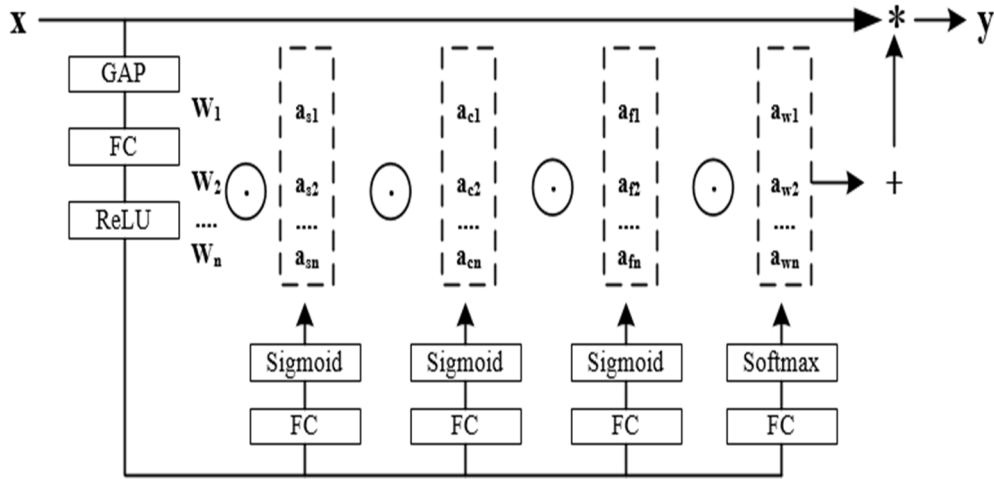 x * y
GAP
W₁ a_s1 a_c1 a_f1 a_w1
FC
W₂ a_s2 a_c2 a_f2 a_w2 +
ReLU .... .... .... .... ....
Wₙ a_sn a_cn a_fn a_wn
Sigmoid Sigmoid Sigmoid Softmax
FC FC FC FC